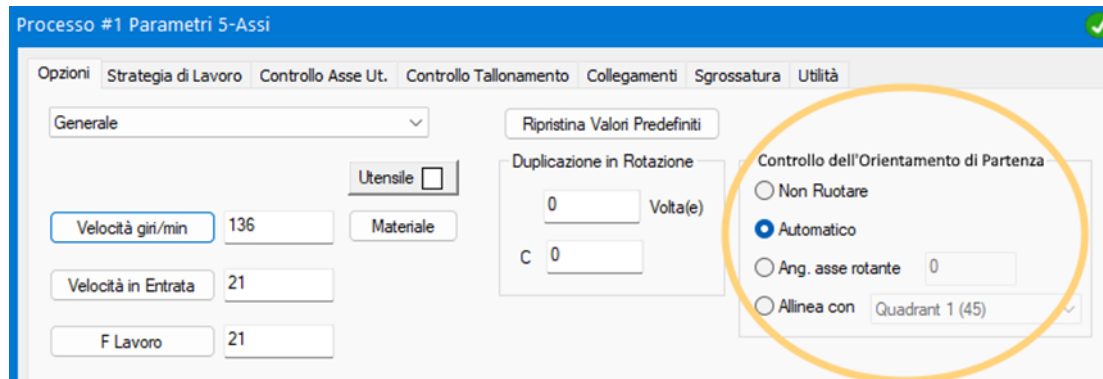 Processo #1 Parametri 5-Assi
Opzioni Strategia di Lavoro Controllo Asse Ut. Controllo Tallonamento Collegamenti Sgrossatura Utilità
Generale
Ripristina Valori Predefiniti
Utensile
Velocità giri/min 136
Materiale
Velocità in Entrata 21
F Lavoro 21
Duplicazione in Rotazione
0 Volta(e)
C 0
Controllo dell'Orientamento di Partenza
Non Ruotare
Automatico
Ang. asse rotante 0
Allinea con Quadrant 1 (45)